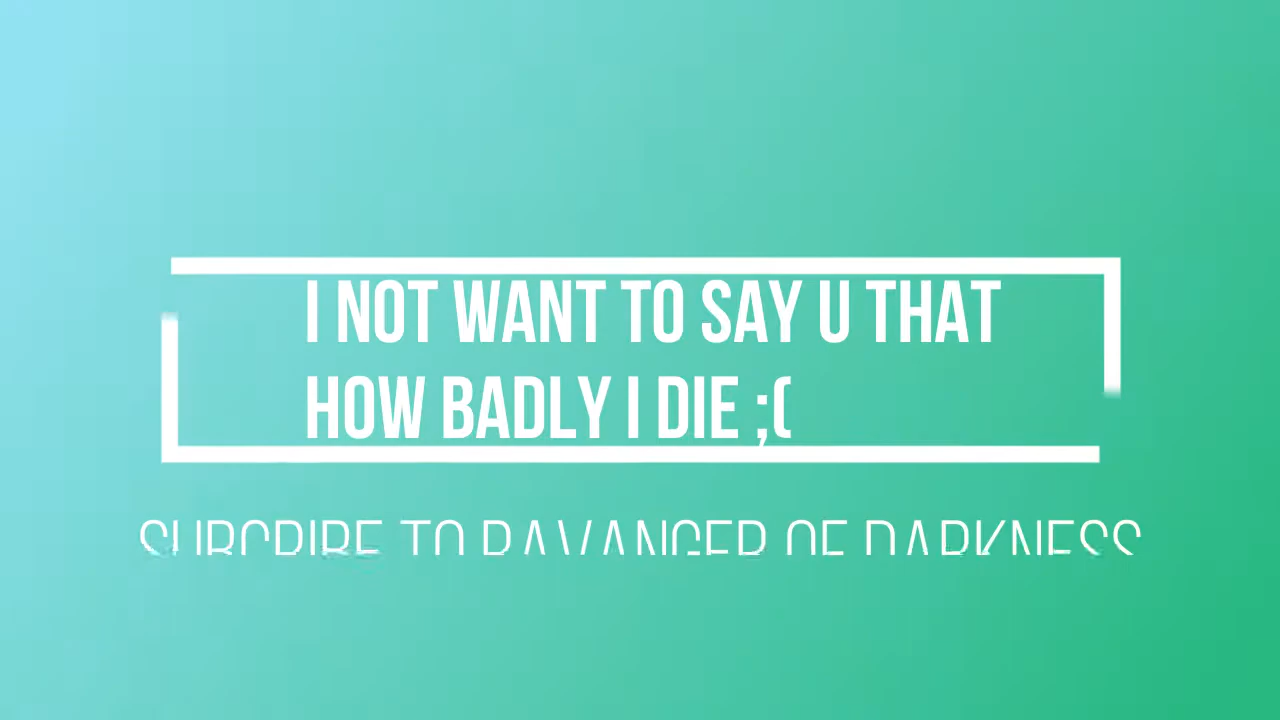 I NOT WANT TO SAY U THAT
HOW BADLY I DIE ;(
SUBCRIBE TO RAVANGER OF DARKNESS